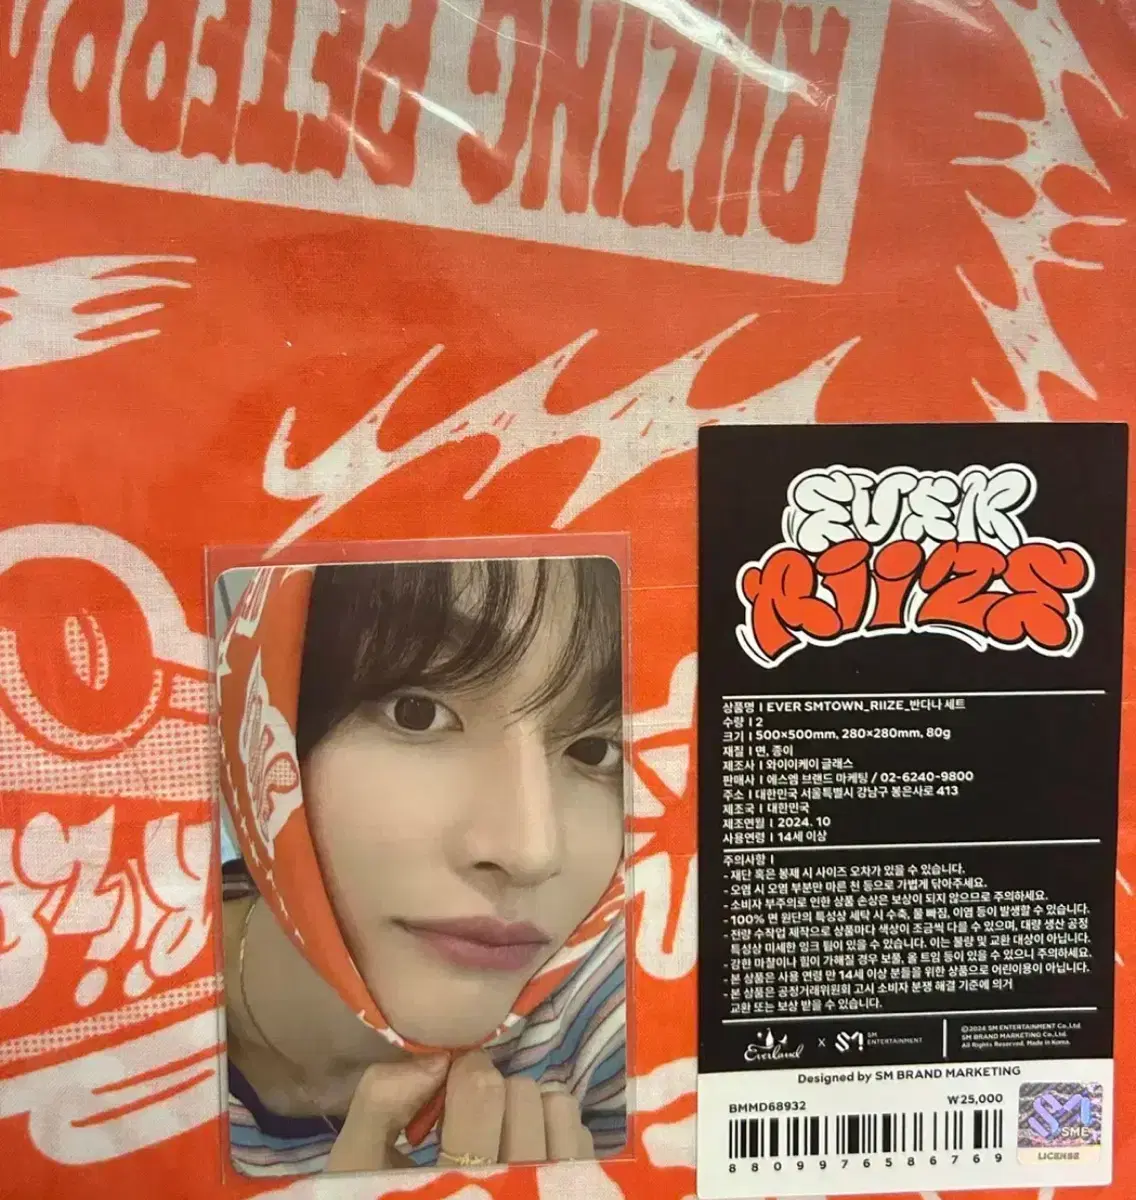 RIIZING PETERPAN
EVER
RIIZE
상품명 I EVER SMTOWN_RIIZE_반다나 세트
수량 I 2
크기 I 500×500mm, 280×280mm, 80g
재질 I 면, 종이
제조사 I 와이이케이 글래스
판매사 I 에스엠 브랜드 마케팅 / 02-6240-9800
주소 I 대한민국 서울특별시 강남구 봉은사로 413
제조국 I 대한민국
제조연월 I 2024. 10
사용연령 I 14세 이상
주의사항 I
- 재단 혹은 봉제 시 사이즈 오차가 있을 수 있습니다.
- 오염 시 오염 부분만 마른 천 등으로 가볍게 닦아주세요.
- 소비자 부주의로 인한 상품 손상은 보상이 되지 않으므로 주의하세요.
- 100% 면 원단의 특성상 세탁 시 수축, 물 빠짐, 이염 등이 발생할 수 있습니다.
- 전량 수작업 제작으로 상품마다 색상이 조금씩 다를 수 있으며, 대량 생산 공정
특성상 미세한 잉크 튐이 있을 수 있습니다. 이는 불량 및 교환 대상이 아닙니다.
- 강한 마찰이나 힘이 가해질 경우 보풀, 올 트임 등이 있을 수 있으니 주의하세요.
- 본 상품은 사용 연령 만 14세 이상 분들을 위한 상품으로 어린이용이 아닙니다.
- 본 상품은 공정거래위원회 고시 소비자 분쟁 해결 기준에 의거
교환 또는 보상 받을 수 있습니다.
Everland x SM ENTERTAINMENT
©2024 SM ENTERTAINMENT Co.,Ltd.
SM BRAND MARKETING Co.,Ltd.
All Rights Reserved. Made in Korea.
Designed by SM BRAND MARKETING
BMMD68932 ₩25,000
8809976586769
SME
LICENSE
RIIZE